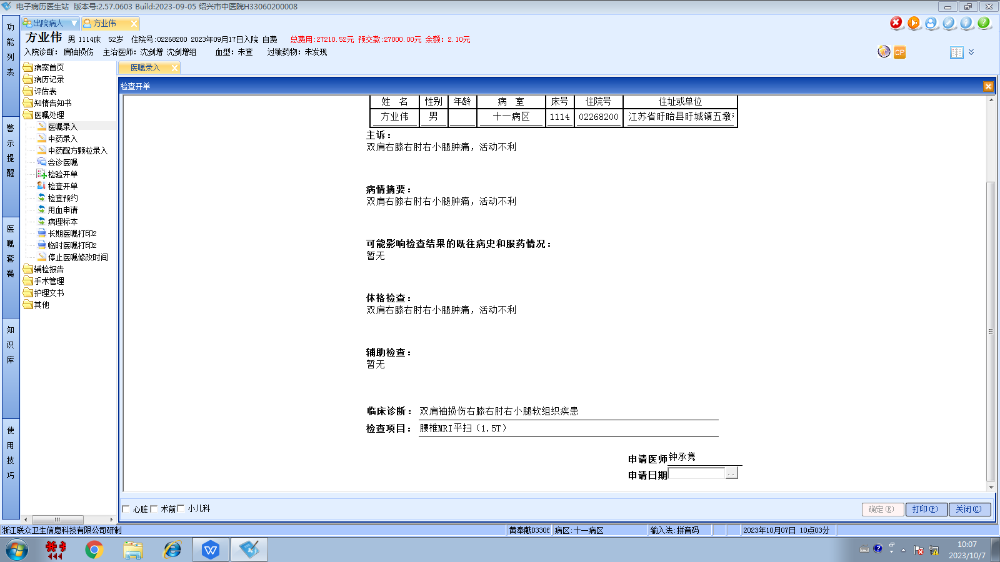 电子病历医生站 版本号:2.57.0603 Build:2023-09-05 绍兴市中医院H33060200008
出院病人
方业伟
方业伟 男 1114床 52岁 住院号:02268200 2023年09月17日入院 自费 总费用:27210.52元 预交款:27000.00元 余额: 2.10元
入院诊断: 肩袖损伤 主治医师: 沈剑增 沈剑增组 血型: 未查 过敏药物: 未发现
CP
功能列表
警示提醒
医嘱套餐
知识库
使用技巧
病案首页
病历记录
评估表
知情告知书
医嘱处理
医嘱录入
中药录入
中药配方颗粒录入
会诊医嘱
检验开单
检查开单
检查预约
用血申请
病理标本
长期医嘱打印2
临时医嘱打印2
停止医嘱修改时间
辅检报告
手术管理
护理文书
其他
医嘱录入
检查开单
姓 名 性别 年龄 病 室 床号 住院号 住址或单位
方业伟 男 十一病区 1114 02268200 江苏省盱眙县盱城镇五墩
主诉:
双肩右膝右肘右小腿肿痛，活动不利
病情摘要:
双肩右膝右肘右小腿肿痛，活动不利
可能影响检查结果的既往病史和服药情况:
暂无
体格检查:
双肩右膝右肘右小腿肿痛，活动不利
辅助检查:
暂无
临床诊断: 双肩袖损伤右膝右肘右小腿软组织疾患
检查项目: 腰椎MRI平扫（1.5T）
申请医师 钟承隽
申请日期 ..
心脏 术前 小儿科
确定(E) 打印(P) 关闭(C)
浙江联众卫生信息科技有限公司研制 黄奉献D3306 病区:十一病区 输入法:拼音码 2023年10月07日 10点03分
10:07
2023/10/7